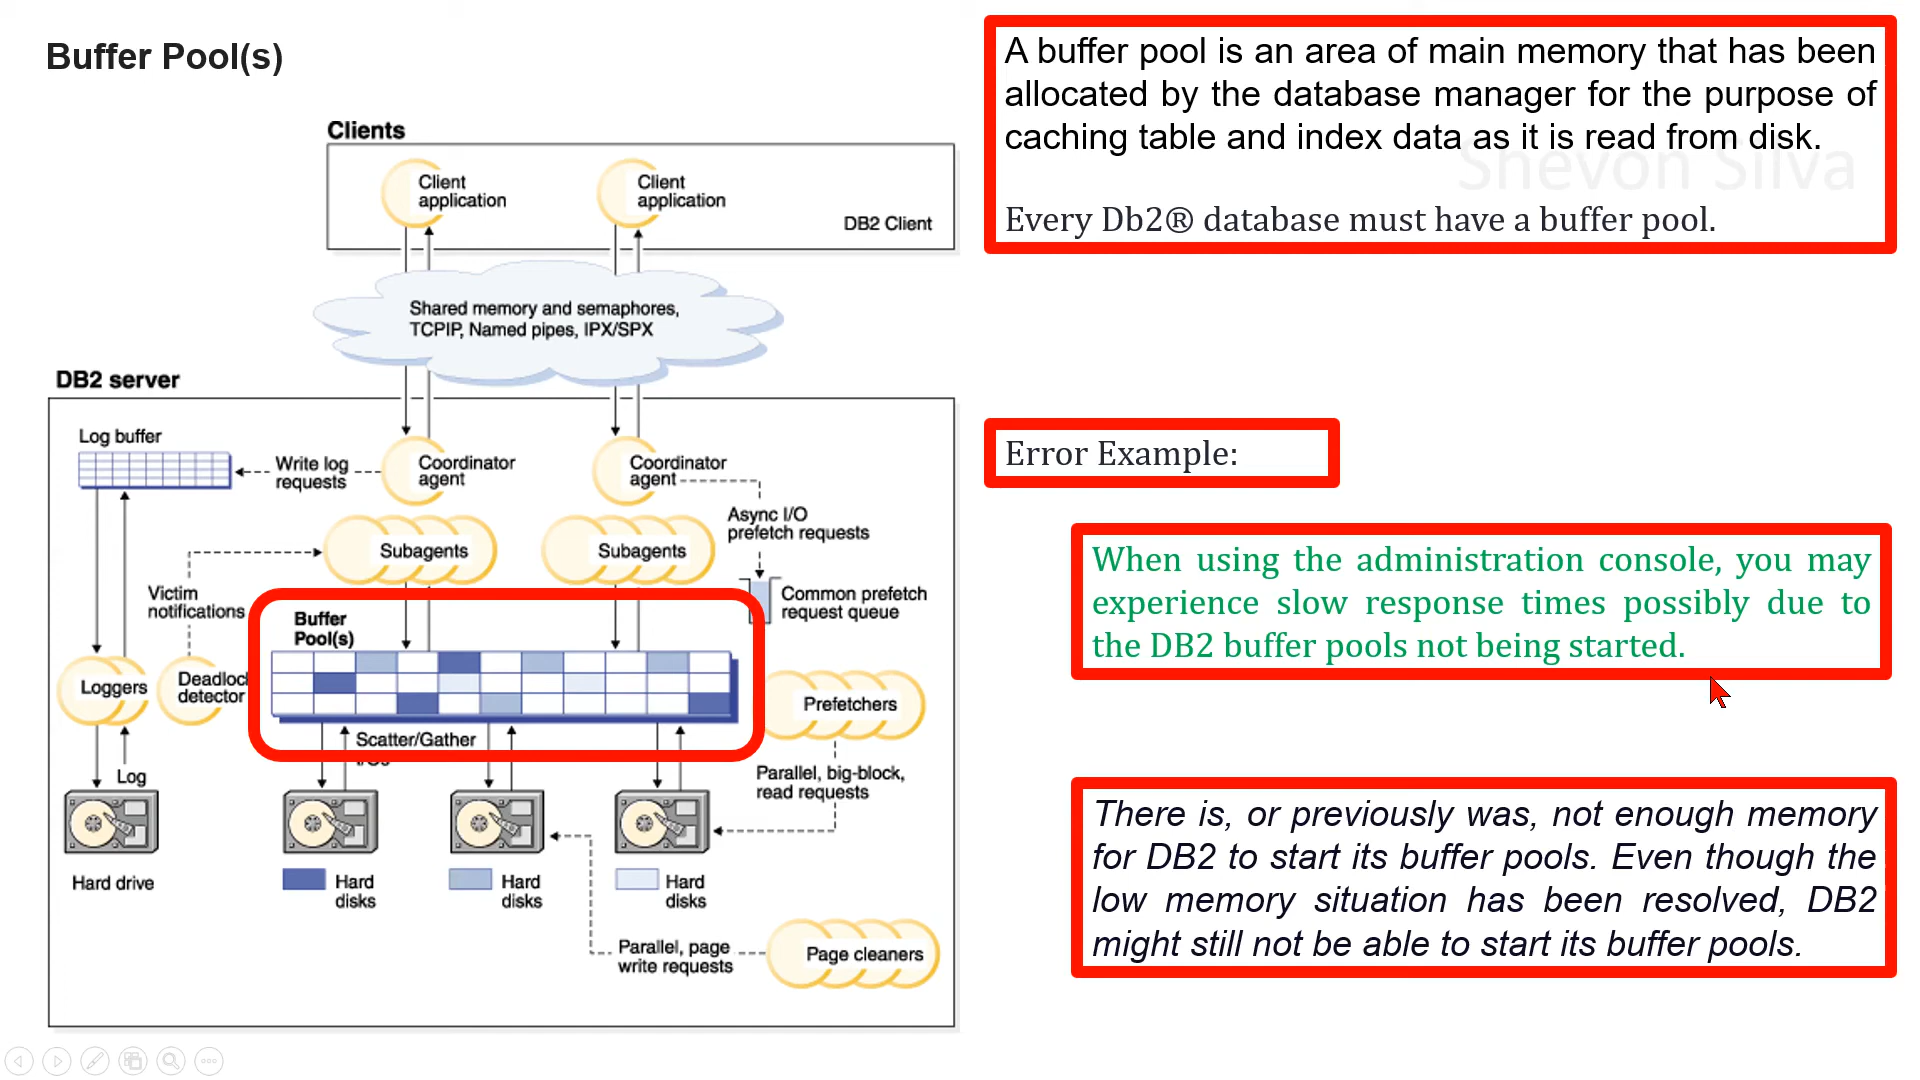 Buffer Pool(s)
Clients
Client
application
Client
application
DB2 Client
Shared memory and semaphores,
TCPIP, Named pipes, IPX/SPX
DB2 server
Log buffer
Write log
requests
Coordinator
agent
Coordinator
agent
Async I/O
prefetch requests
Subagents
Subagents
Victim
notifications
Common prefetch
request queue
Buffer
Pool(s)
Loggers
Deadloc
detector
Prefetchers
Scatter/Gather
Log
Parallel, big-block,
read requests
Hard drive
Hard
disks
Hard
disks
Hard
disks
Parallel, page
write requests
Page cleaners
A buffer pool is an area of main memory that has been
allocated by the database manager for the purpose of
caching table and index data as it is read from disk.
Shevon Silva
Every Db2® database must have a buffer pool.
Error Example:
When using the administration console, you may
experience slow response times possibly due to
the DB2 buffer pools not being started.
There is, or previously was, not enough memory
for DB2 to start its buffer pools. Even though the
low memory situation has been resolved, DB2
might still not be able to start its buffer pools.